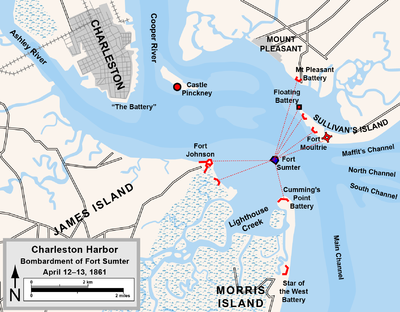 Ashley River
CHARLESTON
Cooper River
MOUNT
PLEASANT
Mt Pleasant
Battery
Castle
Pinckney
Floating
Battery
"The Battery"
SULLIVAN'S ISLAND
Fort
Moultrie
Fort
Johnson
Fort
Sumter
Maffit's Channel
North Channel
South Channel
JAMES ISLAND
Cumming's
Point
Battery
Lighthouse
Creek
Main Channel
Charleston Harbor
Bombardment of Fort Sumter
April 12–13, 1861
N
0 2 km
0 2 miles
Star of
the West
Battery
MORRIS
ISLAND